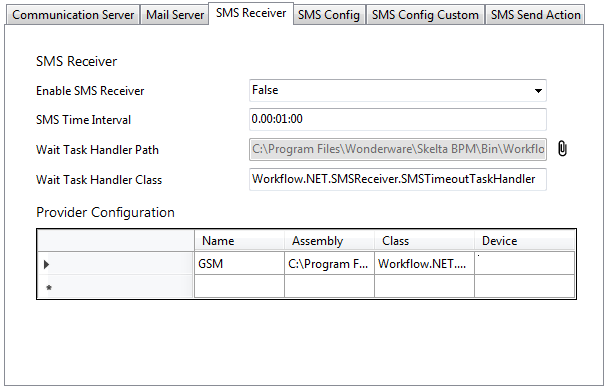 Communication Server Mail Server SMS Receiver SMS Config SMS Config Custom SMS Send Action
SMS Receiver
Enable SMS Receiver False
SMS Time Interval 0.00:01:00
Wait Task Handler Path C:\Program Files\Wonderware\Skelta BPM\Bin\Workflo
Wait Task Handler Class Workflow.NET.SMSReceiver.SMSTimeoutTaskHandler
Provider Configuration
Name Assembly Class Device
GSM C:\Program F... Workflow.NET.... .
*